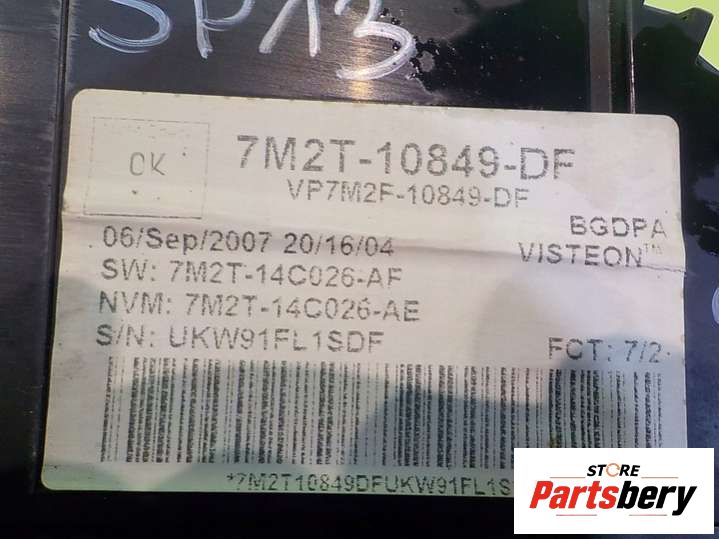 SP13
OK
7M2T-10849-DF
VP7M2F-10849-DF
BGDPA
06/Sep/2007 20/16/04
VISTEON™
SW: 7M2T-14C026-AF
NVM: 7M2T-14C026-AE
S/N: UKW91FL1SDF
FCT: 7/2
*7M2T10849DFUKW91FL1S
STORE
Partsbery